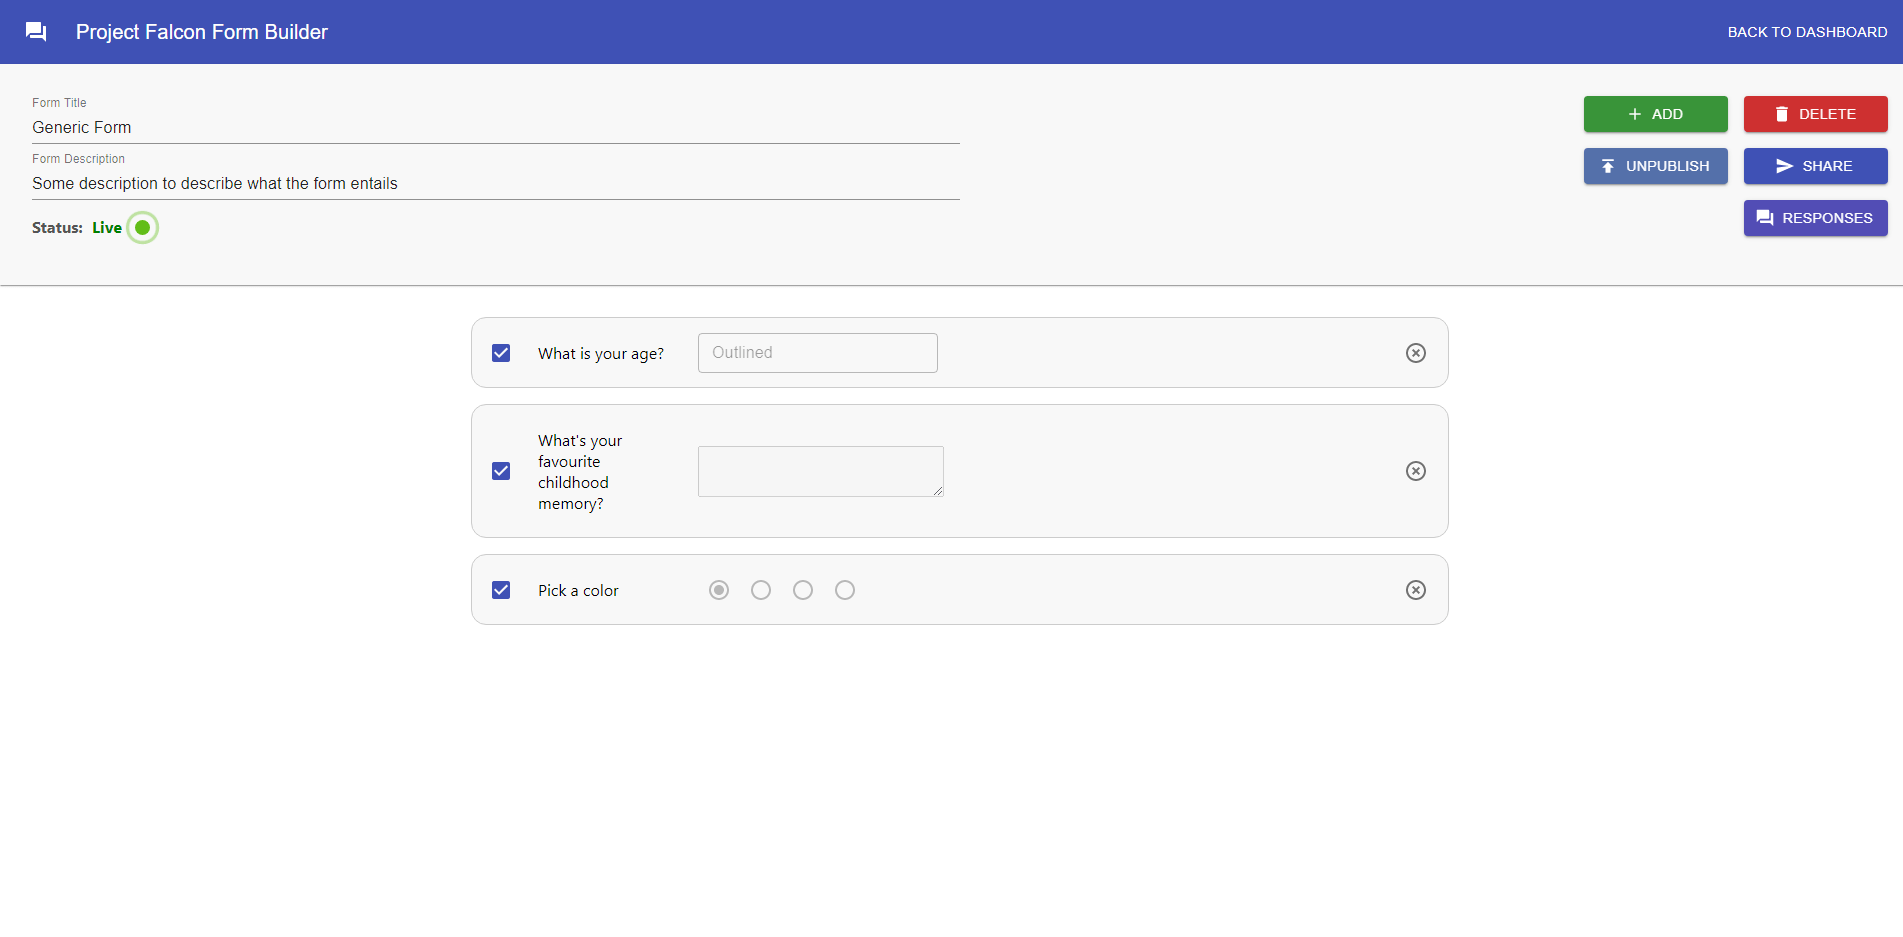 Project Falcon Form Builder
BACK TO DASHBOARD
Form Title
Generic Form
Form Description
Some description to describe what the form entails
Status: Live
ADD
DELETE
UNPUBLISH
SHARE
RESPONSES
What is your age?
Outlined
What's your
favourite
childhood
memory?
Pick a color